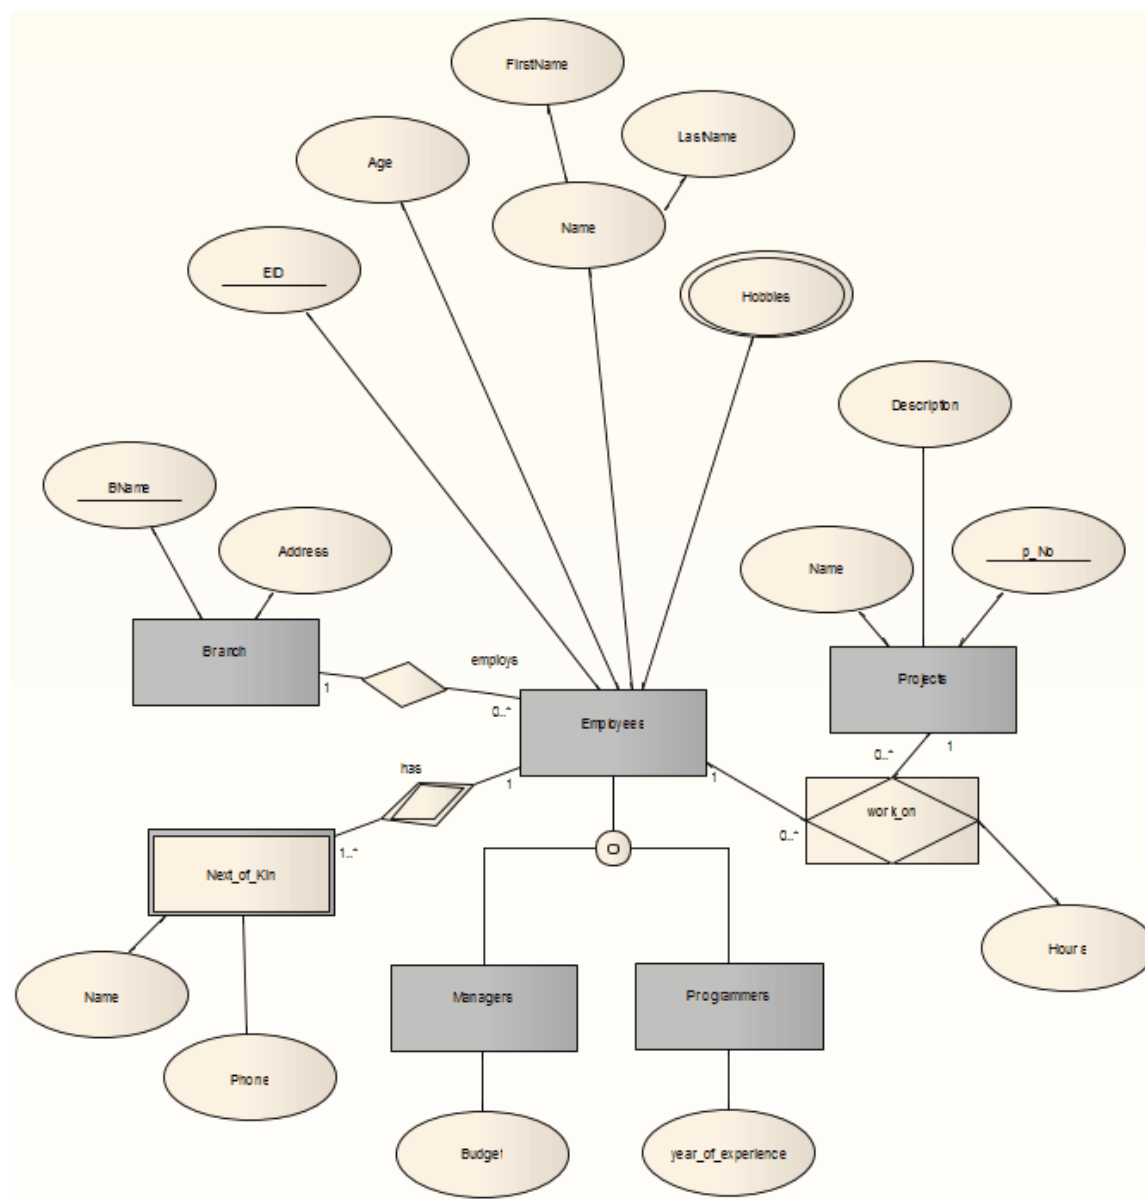 FirstName
LastName
Age
Name
EID
Hobbies
Description
BName
Address
Name
p_No
Branch
employs
Projects
1
0..*
Employees
0..*
1
has
1
1
0..*
work_on
1..*
Next_of_Kin
O
Hours
Name
Managers
Programmers
Phone
Budget
year_of_experience